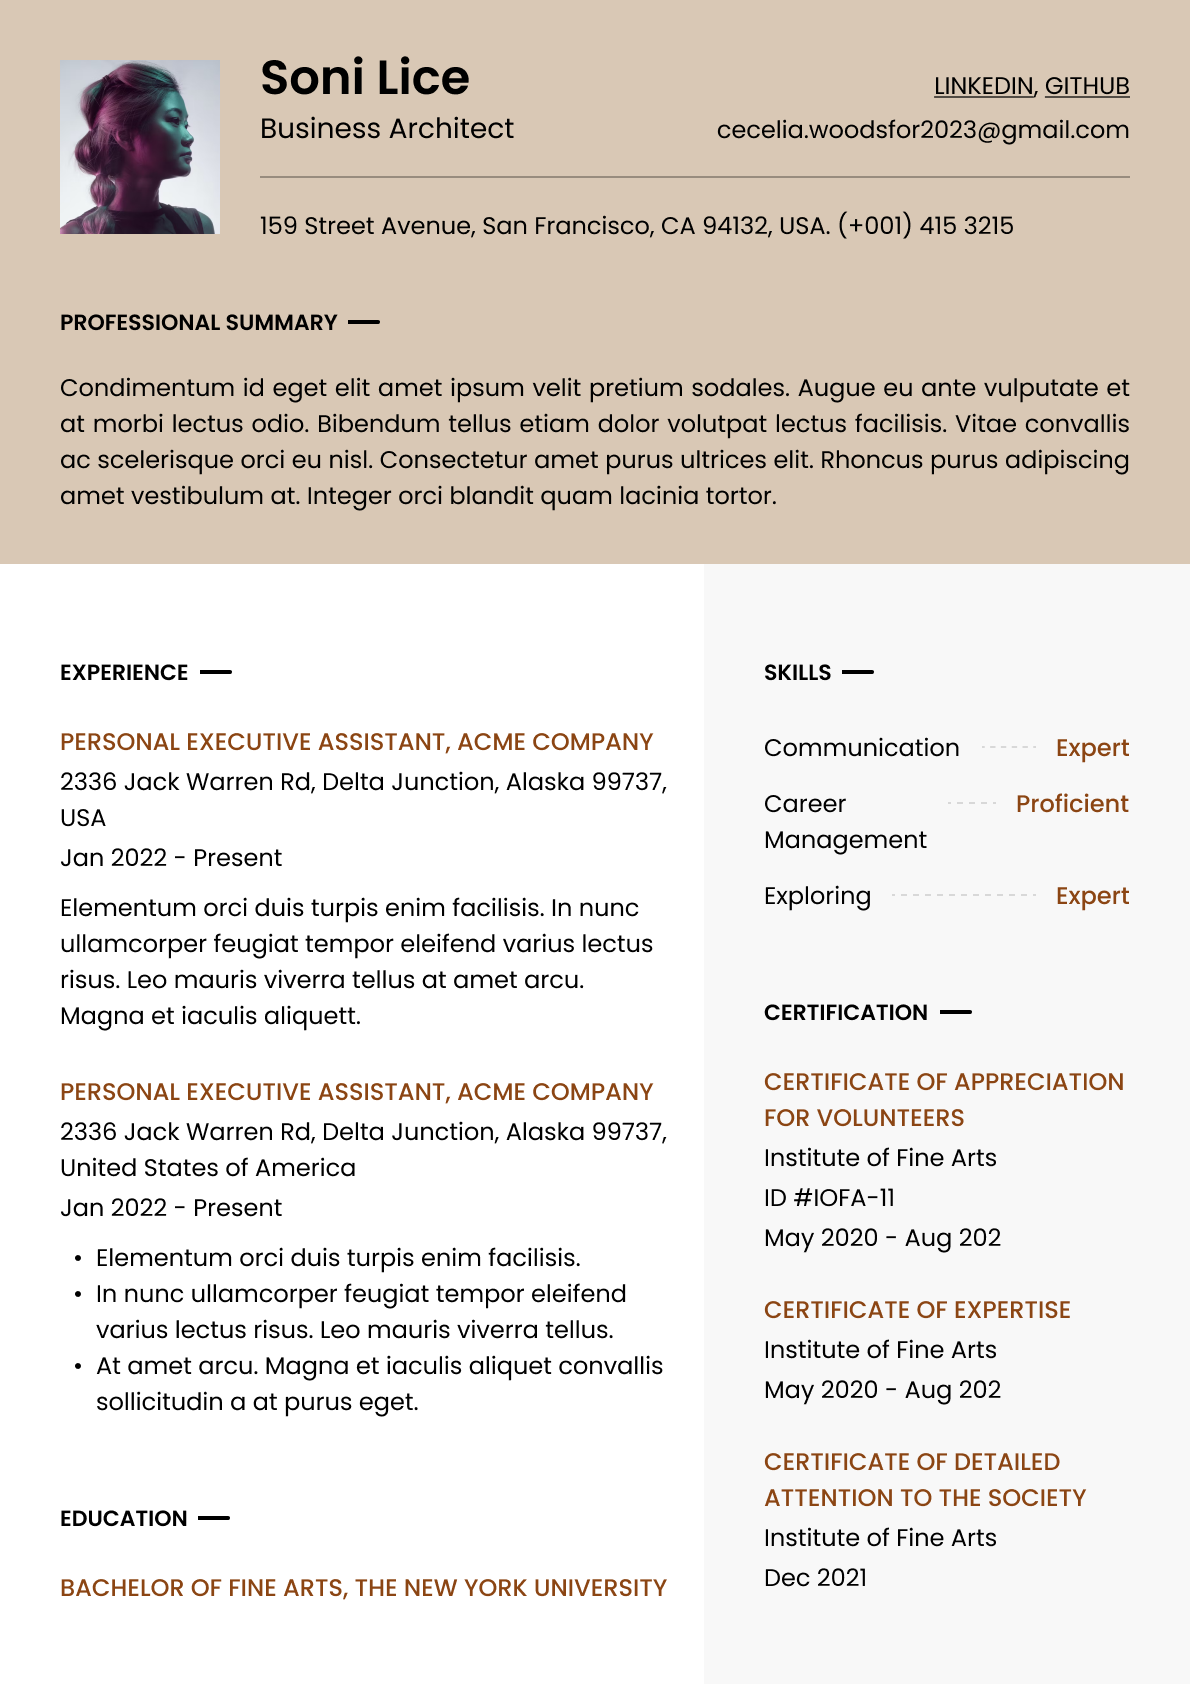 Soni Lice
Business Architect
LINKEDIN, GITHUB
cecelia.woodsfor2023@gmail.com
159 Street Avenue, San Francisco, CA 94132, USA. (+001) 415 3215
PROFESSIONAL SUMMARY
Condimentum id eget elit amet ipsum velit pretium sodales. Augue eu ante vulputate et
at morbi lectus odio. Bibendum tellus etiam dolor volutpat lectus facilisis. Vitae convallis
ac scelerisque orci eu nisl. Consectetur amet purus ultrices elit. Rhoncus purus adipiscing
amet vestibulum at. Integer orci blandit quam lacinia tortor.
EXPERIENCE
PERSONAL EXECUTIVE ASSISTANT, ACME COMPANY
2336 Jack Warren Rd, Delta Junction, Alaska 99737,
USA
Jan 2022 - Present
Elementum orci duis turpis enim facilisis. In nunc
ullamcorper feugiat tempor eleifend varius lectus
risus. Leo mauris viverra tellus at amet arcu.
Magna et iaculis aliquett.
PERSONAL EXECUTIVE ASSISTANT, ACME COMPANY
2336 Jack Warren Rd, Delta Junction, Alaska 99737,
United States of America
Jan 2022 - Present
• Elementum orci duis turpis enim facilisis.
• In nunc ullamcorper feugiat tempor eleifend
varius lectus risus. Leo mauris viverra tellus.
• At amet arcu. Magna et iaculis aliquet convallis
sollicitudin a at purus eget.
EDUCATION
BACHELOR OF FINE ARTS, THE NEW YORK UNIVERSITY
SKILLS
Communication Expert
Career Proficient
Management
Exploring Expert
CERTIFICATION
CERTIFICATE OF APPRECIATION
FOR VOLUNTEERS
Institute of Fine Arts
ID #IOFA-11
May 2020 - Aug 202
CERTIFICATE OF EXPERTISE
Institute of Fine Arts
May 2020 - Aug 202
CERTIFICATE OF DETAILED
ATTENTION TO THE SOCIETY
Institute of Fine Arts
Dec 2021